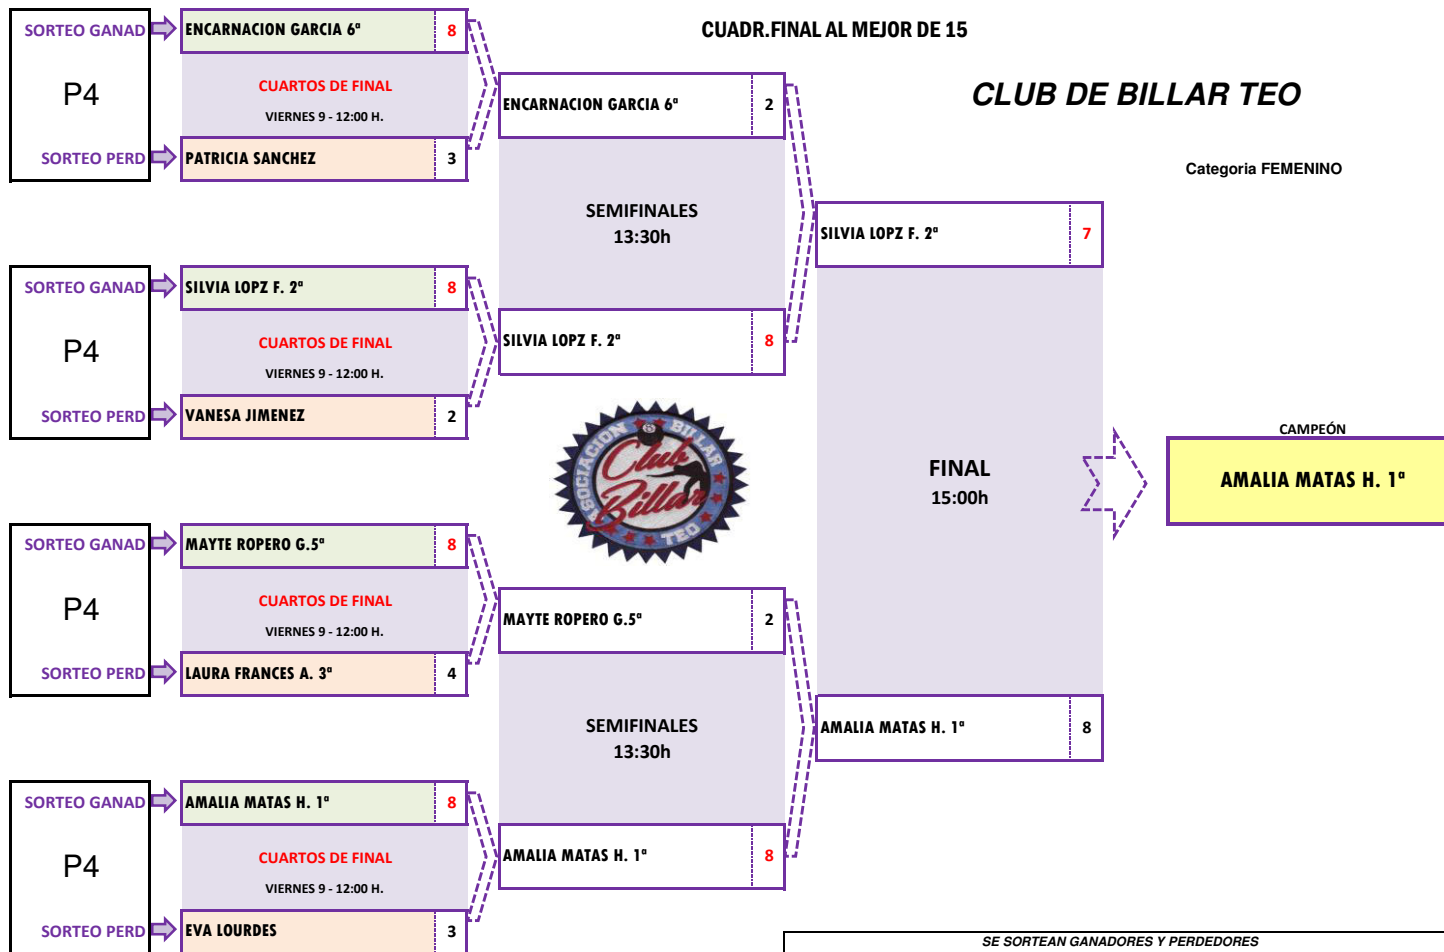 CUADR.FINAL AL MEJOR DE 15
CLUB DE BILLAR TEO
Categoria FEMENINO
SORTEO GANAD
ENCARNACION GARCIA 6ª 8
P4
CUARTOS DE FINAL
VIERNES 9 - 12:00 H.
SORTEO PERD
PATRICIA SANCHEZ 3
SORTEO GANAD
SILVIA LOPZ F. 2ª 8
P4
CUARTOS DE FINAL
VIERNES 9 - 12:00 H.
SORTEO PERD
VANESA JIMENEZ 2
SORTEO GANAD
MAYTE ROPERO G.5ª 8
P4
CUARTOS DE FINAL
VIERNES 9 - 12:00 H.
SORTEO PERD
LAURA FRANCES A. 3ª 4
SORTEO GANAD
AMALIA MATAS H. 1ª 8
P4
CUARTOS DE FINAL
VIERNES 9 - 12:00 H.
SORTEO PERD
EVA LOURDES 3
ENCARNACION GARCIA 6ª 2
SEMIFINALES
13:30h
SILVIA LOPZ F. 2ª 8
ASOCIACION BILLAR
8
Club
Billar
TEO
MAYTE ROPERO G.5ª 2
SEMIFINALES
13:30h
AMALIA MATAS H. 1ª 8
SILVIA LOPZ F. 2ª 7
FINAL
15:00h
AMALIA MATAS H. 1ª 8
CAMPEÓN
AMALIA MATAS H. 1ª
SE SORTEAN GANADORES Y PERDEDORES